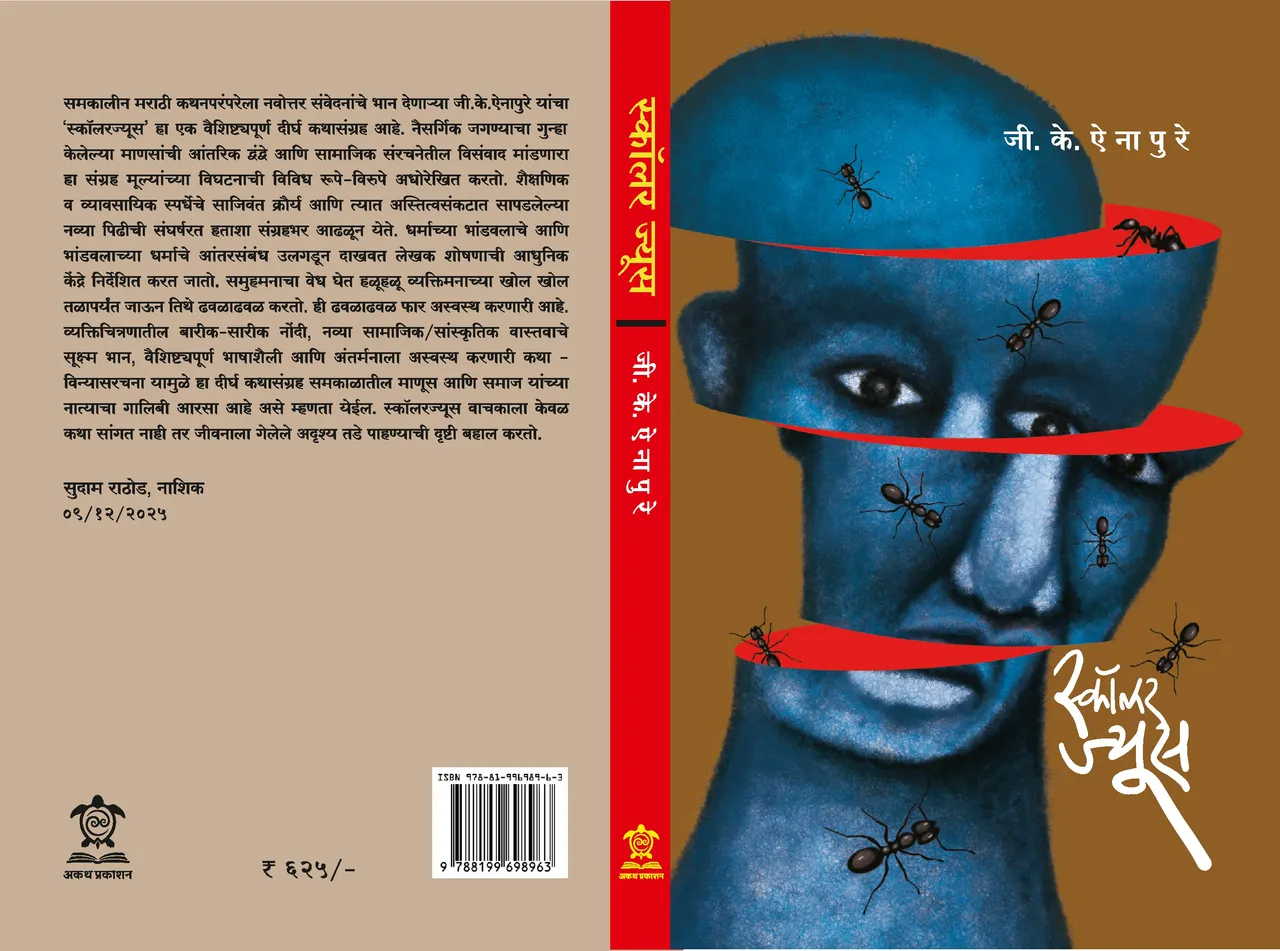 समकालीन मराठी कथनपरंपरेला नवोत्तर संवेदनांचे भान देणाऱ्या जी.के.ऐनापुरे यांचा
‘स्कॉलरज्यूस’ हा एक वैशिष्ट्यपूर्ण दीर्घ कथासंग्रह आहे. नैसर्गिक जगण्याचा गुन्हा
केलेल्या माणसांची आंतरिक द्वंद्वे आणि सामाजिक संरचनेतील विसंवाद मांडणारा
हा संग्रह मूल्यांच्या विघटनाची विविध रूपे-विरुपे अधोरेखित करतो. शैक्षणिक
व व्यावसायिक स्पर्धेचे साजिवंत क्रौर्य आणि त्यात अस्तित्वसंकटात सापडलेल्या
नव्या पिढीची संघर्षरत हताशा संग्रहभर आढळून येते. धर्माच्या भांडवलाचे आणि
भांडवलाच्या धर्माचे आंतरसंबंध उलगडून दाखवत लेखक शोषणाची आधुनिक
केंद्रे निर्देशित करत जातो. समुहमनाचा वेध घेत हळूहळू व्यक्तिमनाच्या खोल खोल
तळापर्यंत जाऊन तिथे ढवळाढवळ करतो. ही ढवळाढवळ फार अस्वस्थ करणारी आहे.
व्यक्तिचित्रणातील बारीक-सारीक नोंदी, नव्या सामाजिक/सांस्कृतिक वास्तवाचे
सूक्ष्म भान, वैशिष्ट्यपूर्ण भाषाशैली आणि अंतर्मनाला अस्वस्थ करणारी कथा -
विन्यासरचना यामुळे हा दीर्घ कथासंग्रह समकाळातील माणूस आणि समाज यांच्या
नात्याचा गालिबी आरसा आहे असे म्हणता येईल. स्कॉलरज्यूस वाचकाला केवळ
कथा सांगत नाही तर जीवनाला गेलेले अदृश्य तडे पाहण्याची दृष्टी बहाल करतो.
सुदाम राठोड, नाशिक
०९/१२/२०२५
अकथ प्रकाशन
₹ ६२५/-
ISBN 978-81-996989-6-3
9 788199 698963
स्कॉलर ज्यूस
जी. के. ऐ ना पु रे
अकथ प्रकाशन
जी. के. ऐ ना पु रे
स्कॉलर
ज्यूस